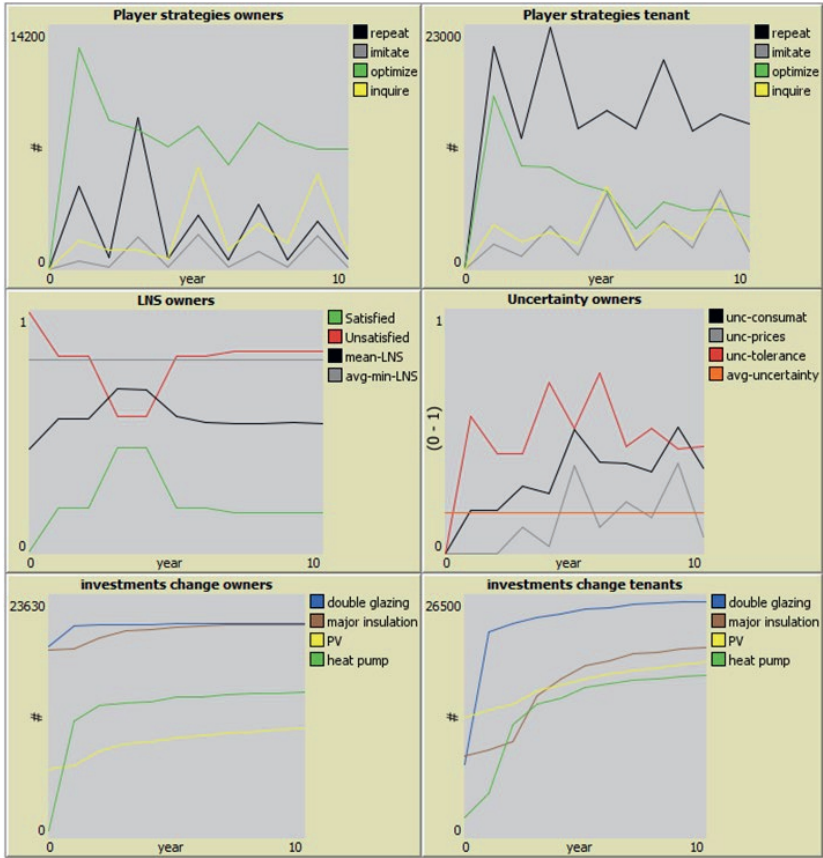 Player strategies owners
14200
#
0
0
year
10
repeat
imitate
optimize
inquire
Player strategies tenant
23000
#
0
0
year
10
repeat
imitate
optimize
inquire
LNS owners
1
0
0
year
10
Satisfied
Unsatisfied
mean-LNS
avg-min-LNS
Uncertainty owners
1
(0 - 1)
0
0
year
10
unc-consumat
unc-prices
unc-tolerance
avg-uncertainty
investments change owners
23630
#
0
0
year
10
double glazing
major insulation
PV
heat pump
investments change tenants
26500
#
0
0
year
10
double glazing
major insulation
PV
heat pump